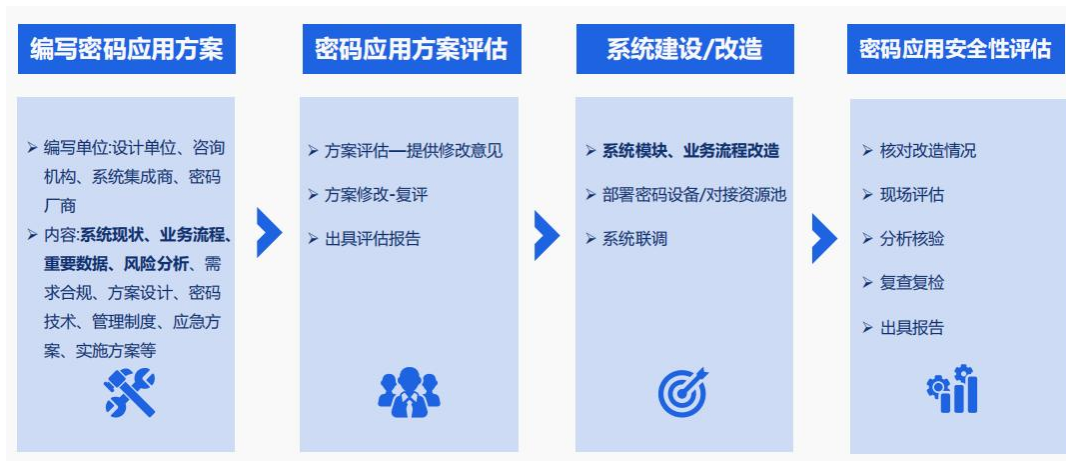 编写密码应用方案
密码应用方案评估
系统建设/改造
密码应用安全性评估
➢ 编写单位:设计单位、咨询
机构、系统集成商、密码
厂商
➢ 内容:系统现状、业务流程、
重要数据、风险分析、需
求合规、方案设计、密码
技术、管理制度、应急方
案、实施方案等
➢ 方案评估—提供修改意见
➢ 方案修改-复评
➢ 出具评估报告
➢ 系统模块、业务流程改造
➢ 部署密码设备/对接资源池
➢ 系统联调
➢ 核对改造情况
➢ 现场评估
➢ 分析核验
➢ 复查复检
➢ 出具报告